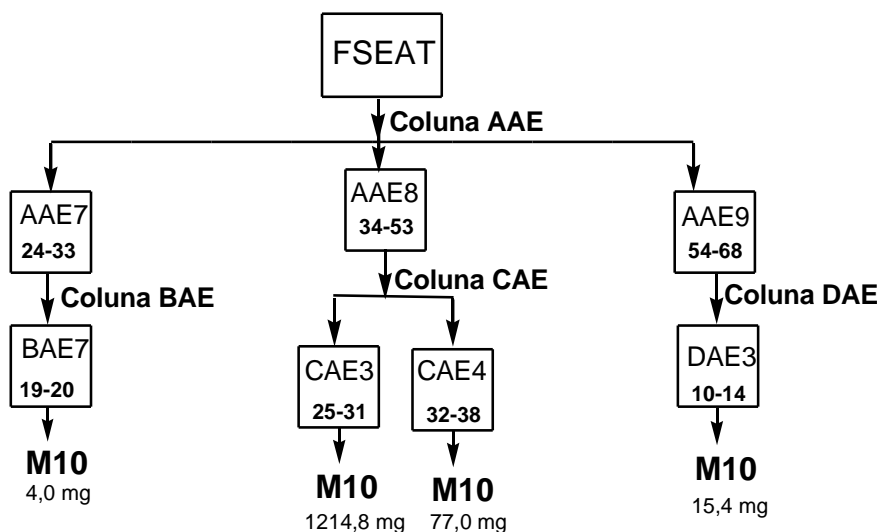 FSEAT
Coluna AAE
AAE7
24-33
AAE8
34-53
AAE9
54-68
Coluna BAE
Coluna CAE
Coluna DAE
BAE7
19-20
CAE3
25-31
CAE4
32-38
DAE3
10-14
M10
4,0 mg
M10
1214,8 mg
M10
77,0 mg
M10
15,4 mg